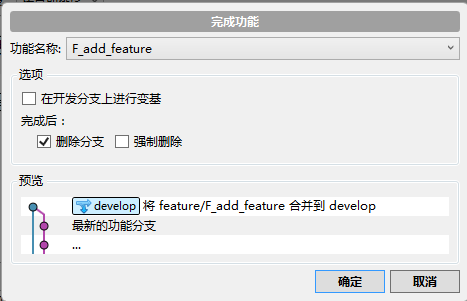 完成功能
功能名称: F_add_feature
选项
在开发分支上进行变基
完成后：
删除分支 强制删除
预览
develop 将 feature/F_add_feature 合并到 develop
最新的功能分支
...
确定 取消